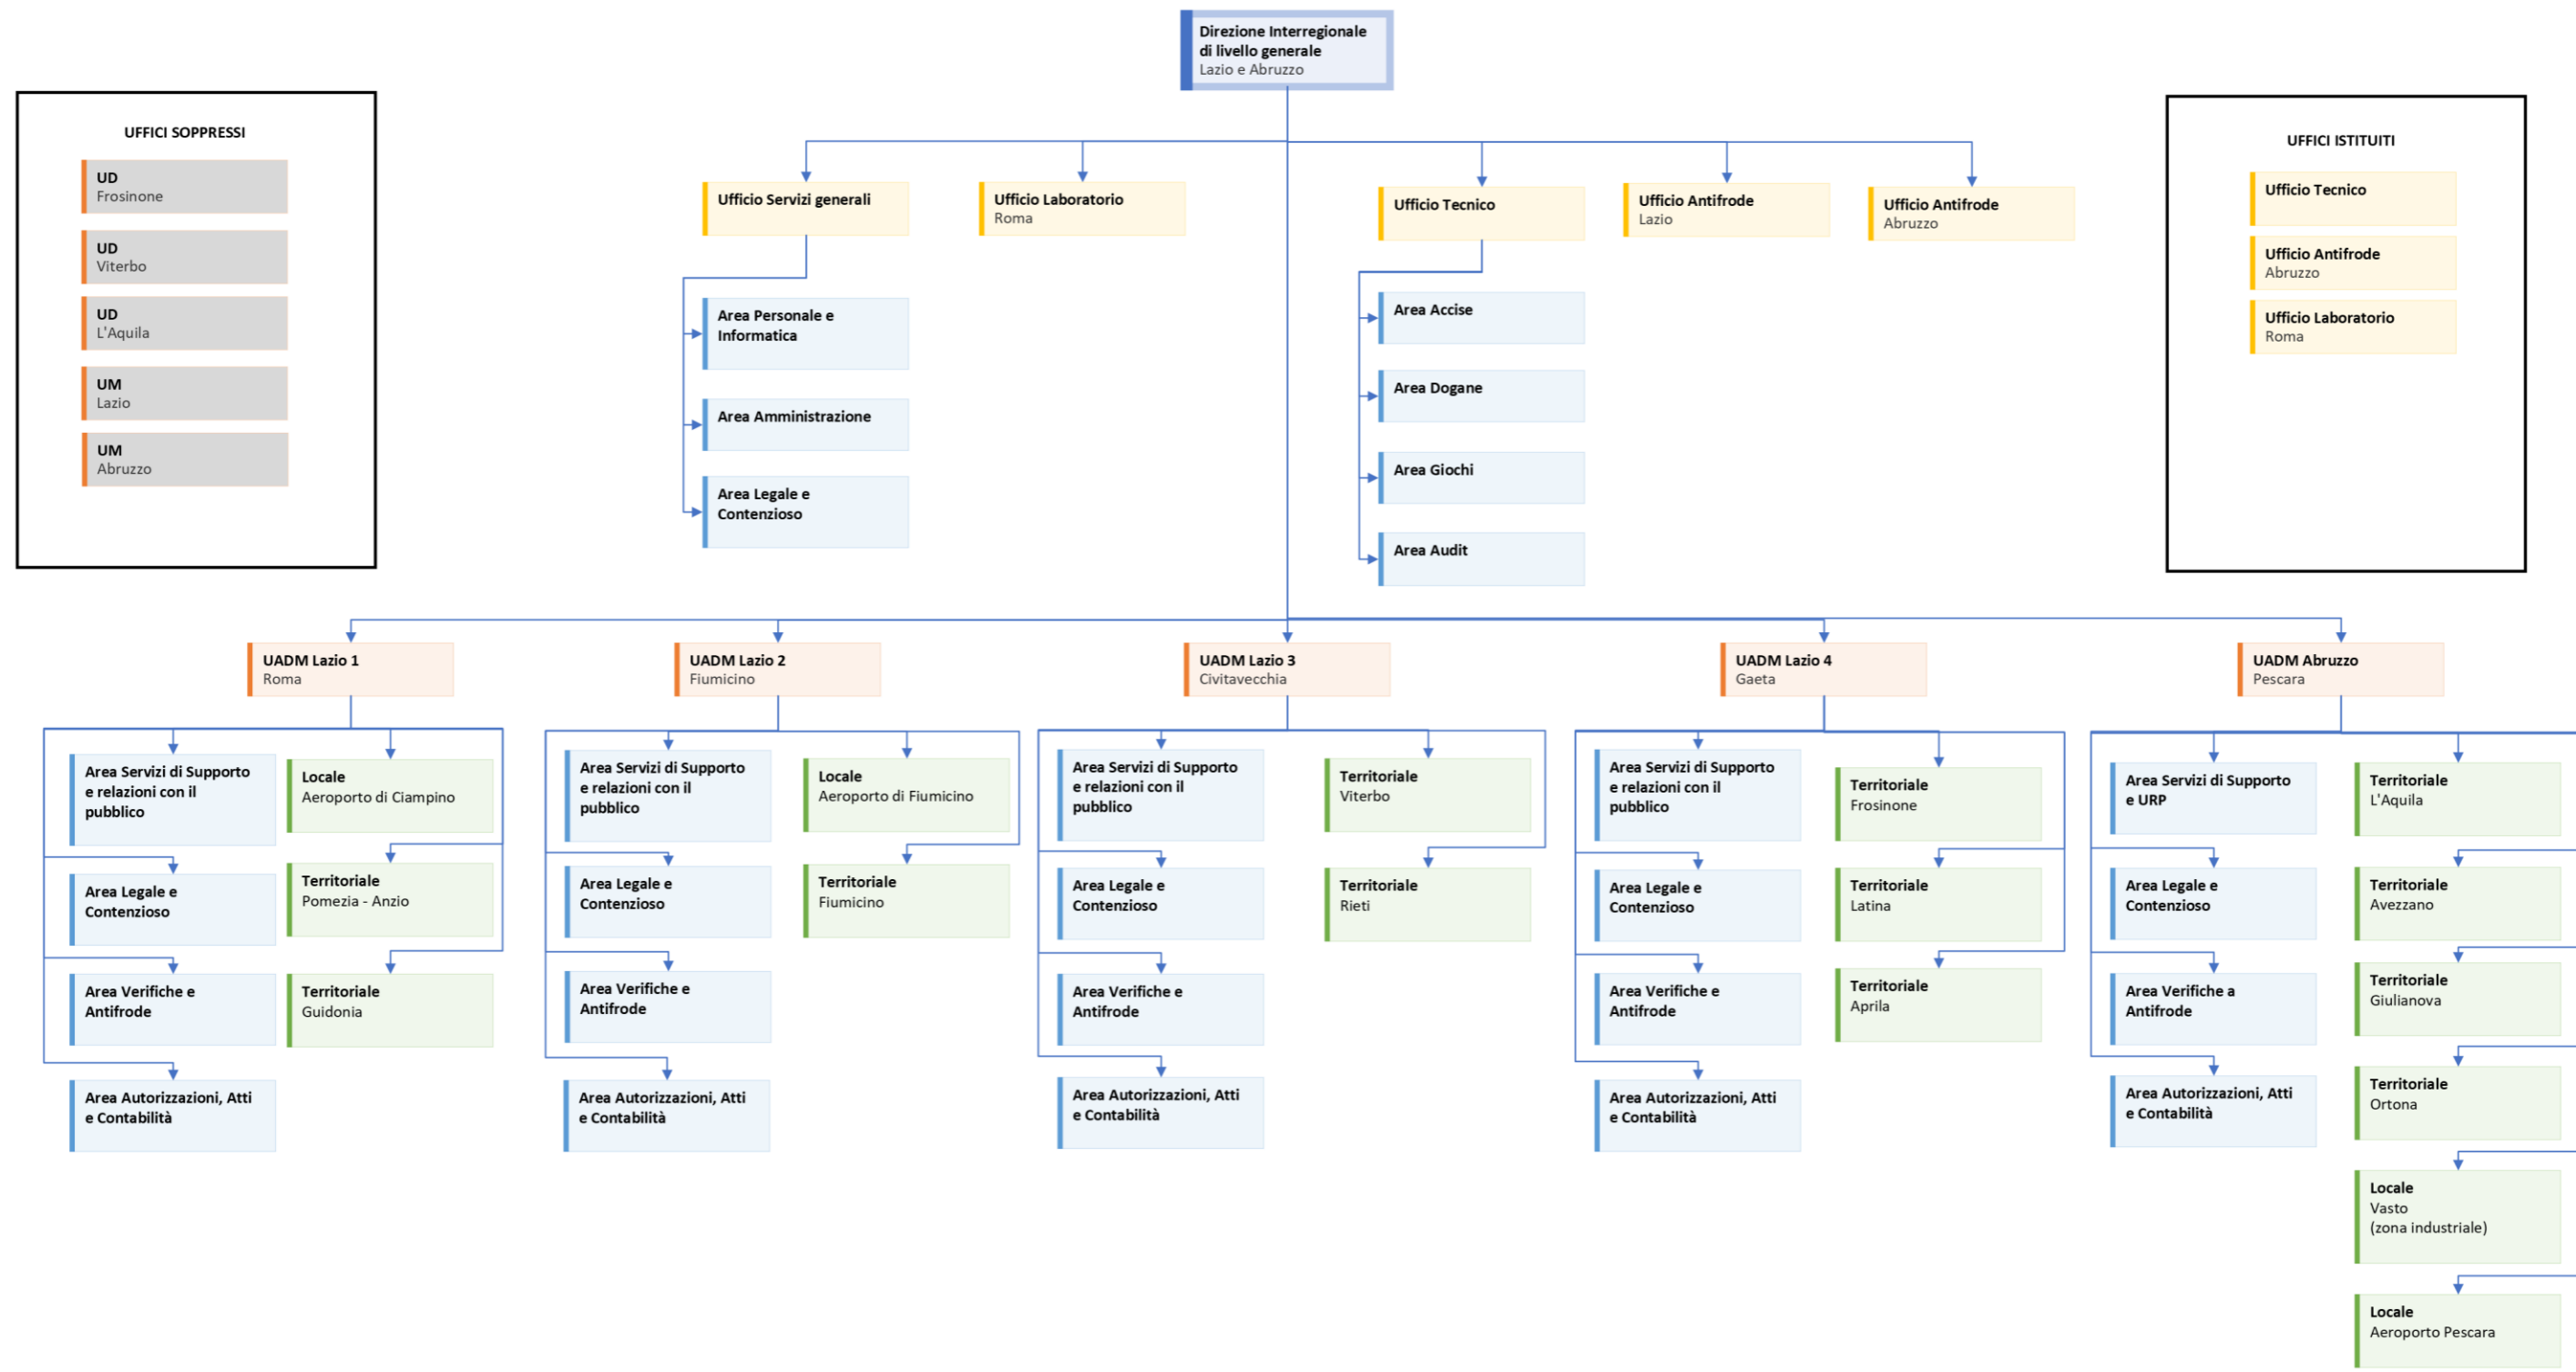 Direzione Interregionale
di livello generale
Lazio e Abruzzo
UFFICI SOPPRESSI
UD
Frosinone
UD
Viterbo
UD
L'Aquila
UM
Lazio
UM
Abruzzo
UFFICI ISTITUITI
Ufficio Tecnico
Ufficio Antifrode
Abruzzo
Ufficio Laboratorio
Roma
Ufficio Servizi generali
Ufficio Laboratorio
Roma
Ufficio Tecnico
Ufficio Antifrode
Lazio
Ufficio Antifrode
Abruzzo
Area Personale e
Informatica
Area Amministrazione
Area Legale e
Contenzioso
Area Accise
Area Dogane
Area Giochi
Area Audit
UADM Lazio 1
Roma
Area Servizi di Supporto
e relazioni con il
pubblico
Area Legale e
Contenzioso
Area Verifiche e
Antifrode
Area Autorizzazioni, Atti
e Contabilità
Locale
Aeroporto di Ciampino
Territoriale
Pomezia - Anzio
Territoriale
Guidonia
UADM Lazio 2
Fiumicino
Area Servizi di Supporto
e relazioni con il
pubblico
Area Legale e
Contenzioso
Area Verifiche e
Antifrode
Area Autorizzazioni, Atti
e Contabilità
Locale
Aeroporto di Fiumicino
Territoriale
Fiumicino
UADM Lazio 3
Civitavecchia
Area Servizi di Supporto
e relazioni con il
pubblico
Area Legale e
Contenzioso
Area Verifiche e
Antifrode
Area Autorizzazioni, Atti
e Contabilità
Territoriale
Viterbo
Territoriale
Rieti
UADM Lazio 4
Gaeta
Area Servizi di Supporto
e relazioni con il
pubblico
Area Legale e
Contenzioso
Area Verifiche e
Antifrode
Area Autorizzazioni, Atti
e Contabilità
Territoriale
Frosinone
Territoriale
Latina
Territoriale
Aprila
UADM Abruzzo
Pescara
Area Servizi di Supporto
e URP
Area Legale e
Contenzioso
Area Verifiche a
Antifrode
Area Autorizzazioni, Atti
e Contabilità
Territoriale
L'Aquila
Territoriale
Avezzano
Territoriale
Giulianova
Territoriale
Ortona
Locale
Vasto
(zona industriale)
Locale
Aeroporto Pescara